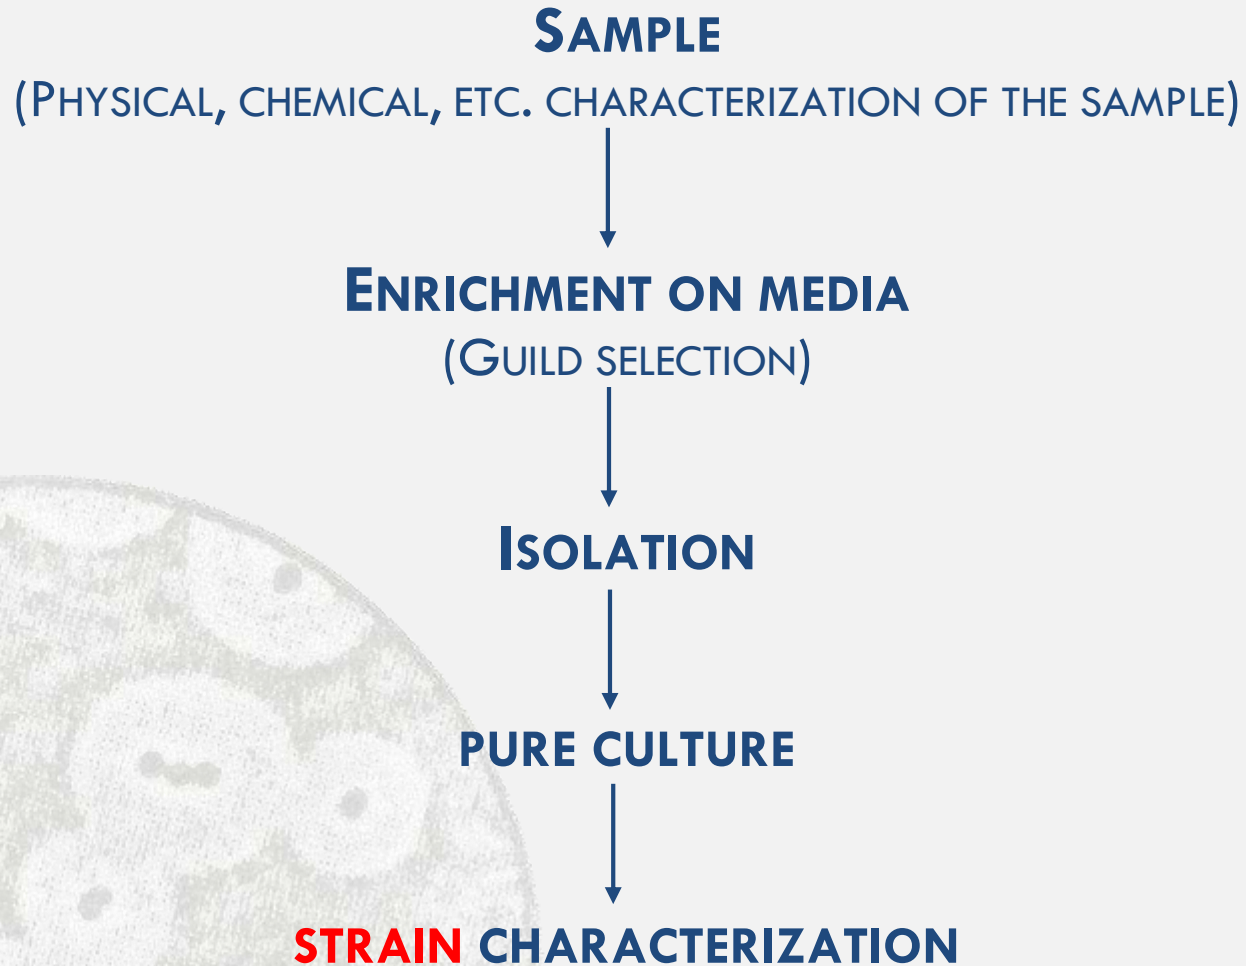 SAMPLE
(PHYSICAL, CHEMICAL, ETC. CHARACTERIZATION OF THE SAMPLE)
ENRICHMENT ON MEDIA
(GUILD SELECTION)
ISOLATION
PURE CULTURE
STRAIN CHARACTERIZATION